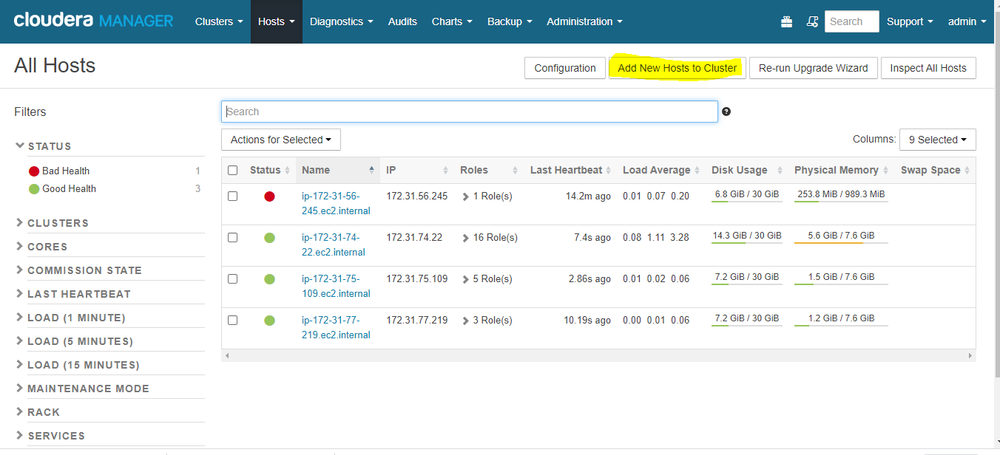 cloudera MANAGER Clusters Hosts Diagnostics Audits Charts Backup Administration Search Support admin
All Hosts
Configuration Add New Hosts to Cluster Re-run Upgrade Wizard Inspect All Hosts
Filters
Search
Actions for Selected Columns: 9 Selected
STATUS
Bad Health 1
Good Health 3
CLUSTERS
CORES
COMMISSION STATE
LAST HEARTBEAT
LOAD (1 MINUTE)
LOAD (5 MINUTES)
LOAD (15 MINUTES)
MAINTENANCE MODE
RACK
SERVICES
Status Name IP Roles Last Heartbeat Load Average Disk Usage Physical Memory Swap Space
ip-172-31-56- 172.31.56.245 1 Role(s) 14.2m ago 0.01 0.07 0.20 6.8 GiB / 30 GiB 253.8 MiB / 989.3 MiB
245.ec2.internal
ip-172-31-74- 172.31.74.22 16 Role(s) 7.4s ago 0.08 1.11 3.28 14.3 GiB / 30 GiB 5.6 GiB / 7.6 GiB
22.ec2.internal
ip-172-31-75- 172.31.75.109 5 Role(s) 2.86s ago 0.01 0.02 0.06 7.2 GiB / 30 GiB 1.5 GiB / 7.6 GiB
109.ec2.internal
ip-172-31-77- 172.31.77.219 3 Role(s) 10.19s ago 0.00 0.01 0.06 7.2 GiB / 30 GiB 1.2 GiB / 7.6 GiB
219.ec2.internal